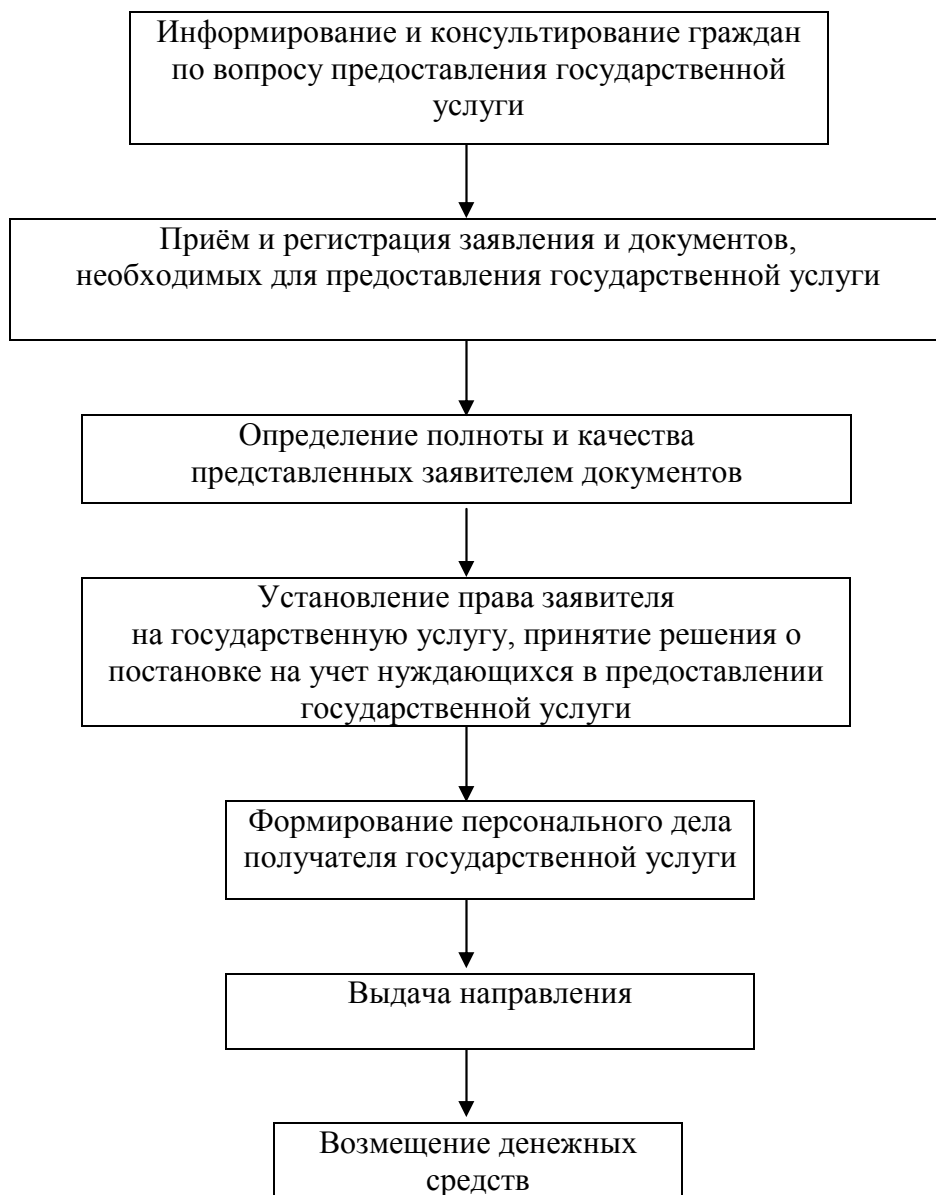 Информирование и консультирование граждан
по вопросу предоставления государственной
услуги
Приём и регистрация заявления и документов,
необходимых для предоставления государственной услуги
Определение полноты и качества
представленных заявителем документов
Установление права заявителя
на государственную услугу, принятие решения о
постановке на учет нуждающихся в предоставлении
государственной услуги
Формирование персонального дела
получателя государственной услуги
Выдача направления
Возмещение денежных
средств